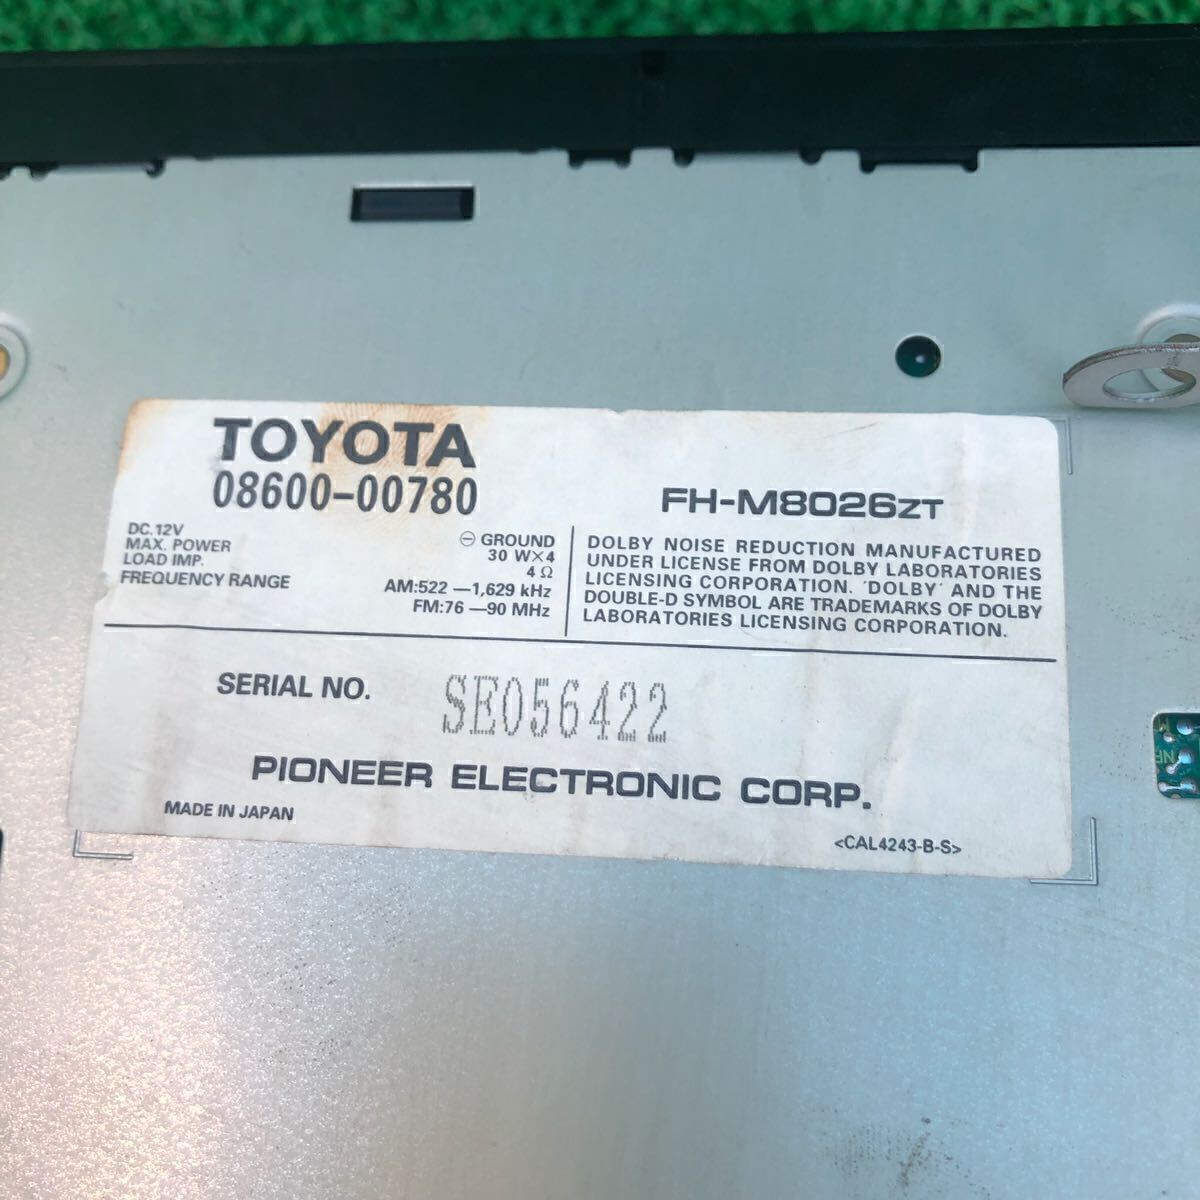 TOYOTA
08600-00780
FH-M8026ZT
DC.12V ⊖ GROUND
MAX. POWER 30 W×4
LOAD IMP. 4 Ω
FREQUENCY RANGE AM:522 —1,629 kHz
FM:76 —90 MHz
DOLBY NOISE REDUCTION MANUFACTURED
UNDER LICENSE FROM DOLBY LABORATORIES
LICENSING CORPORATION. ʻDOLBYʼ AND THE
DOUBLE-D SYMBOL ARE TRADEMARKS OF DOLBY
LABORATORIES LICENSING CORPORATION.
SERIAL NO. SE056422
PIONEER ELECTRONIC CORP.
MADE IN JAPAN
<CAL4243-B-S>